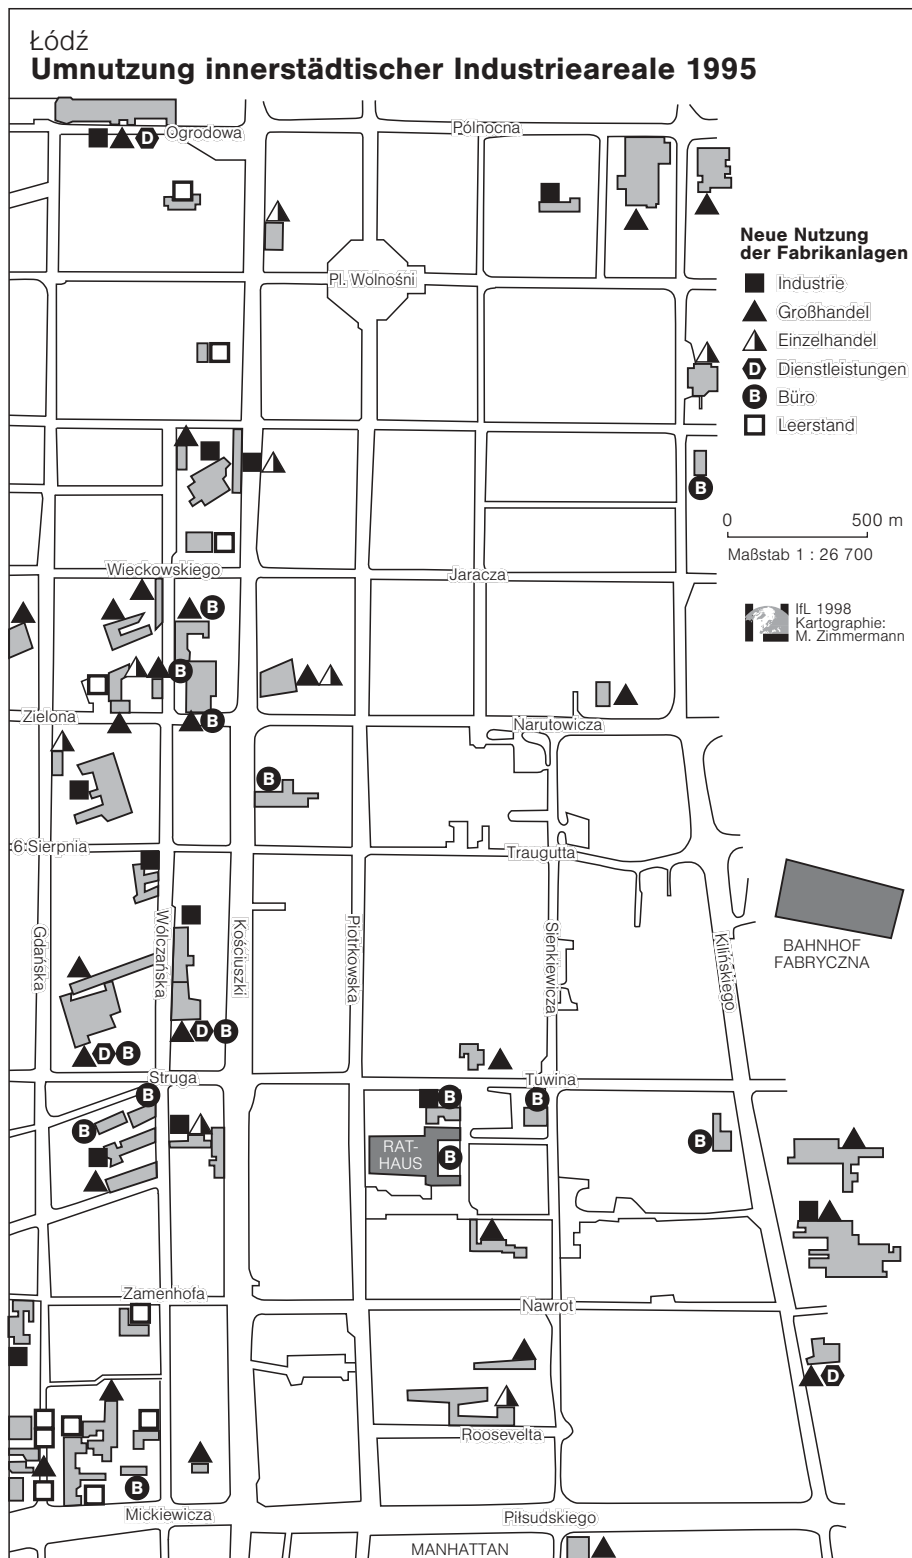 Łódź
Umnutzung innerstädtischer Industrieareale 1995
Ogrodowa
Północna
D
Pl. Wolnośni
Neue Nutzung
der Fabrikanlagen
Industrie
Großhandel
Einzelhandel
D Dienstleistungen
B Büro
Leerstand
B
0 500 m
Maßstab 1 : 26 700
Wieckowskiego
Jaracza
IfL 1998
Kartographie:
M. Zimmermann
B
B
Zielona
B
Narutowicza
B
6 Sierpnia
Traugutta
Gdańska
Wólczańska
Kościuszki
Piotrkowska
Sienkiewicza
Kilińskiego
BAHNHOF
FABRYCZNA
D B
D B
Struga
Tuwina
B
B
B
B
B
RAT-
HAUS
B
Zamenhofa
Nawrot
D
Roosevelta
B
Mickiewicza
Piłsudskiego
MANHATTAN